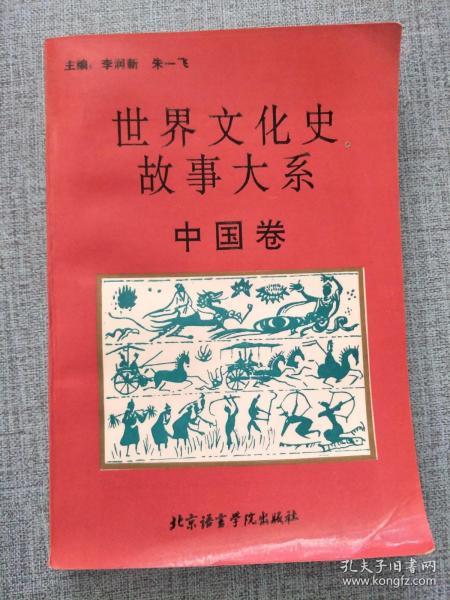 主编：李润新 朱一飞
世界文化史
故事大系
中国卷
北京语言学院出版社
孔夫子旧书网
www.kongfz.com